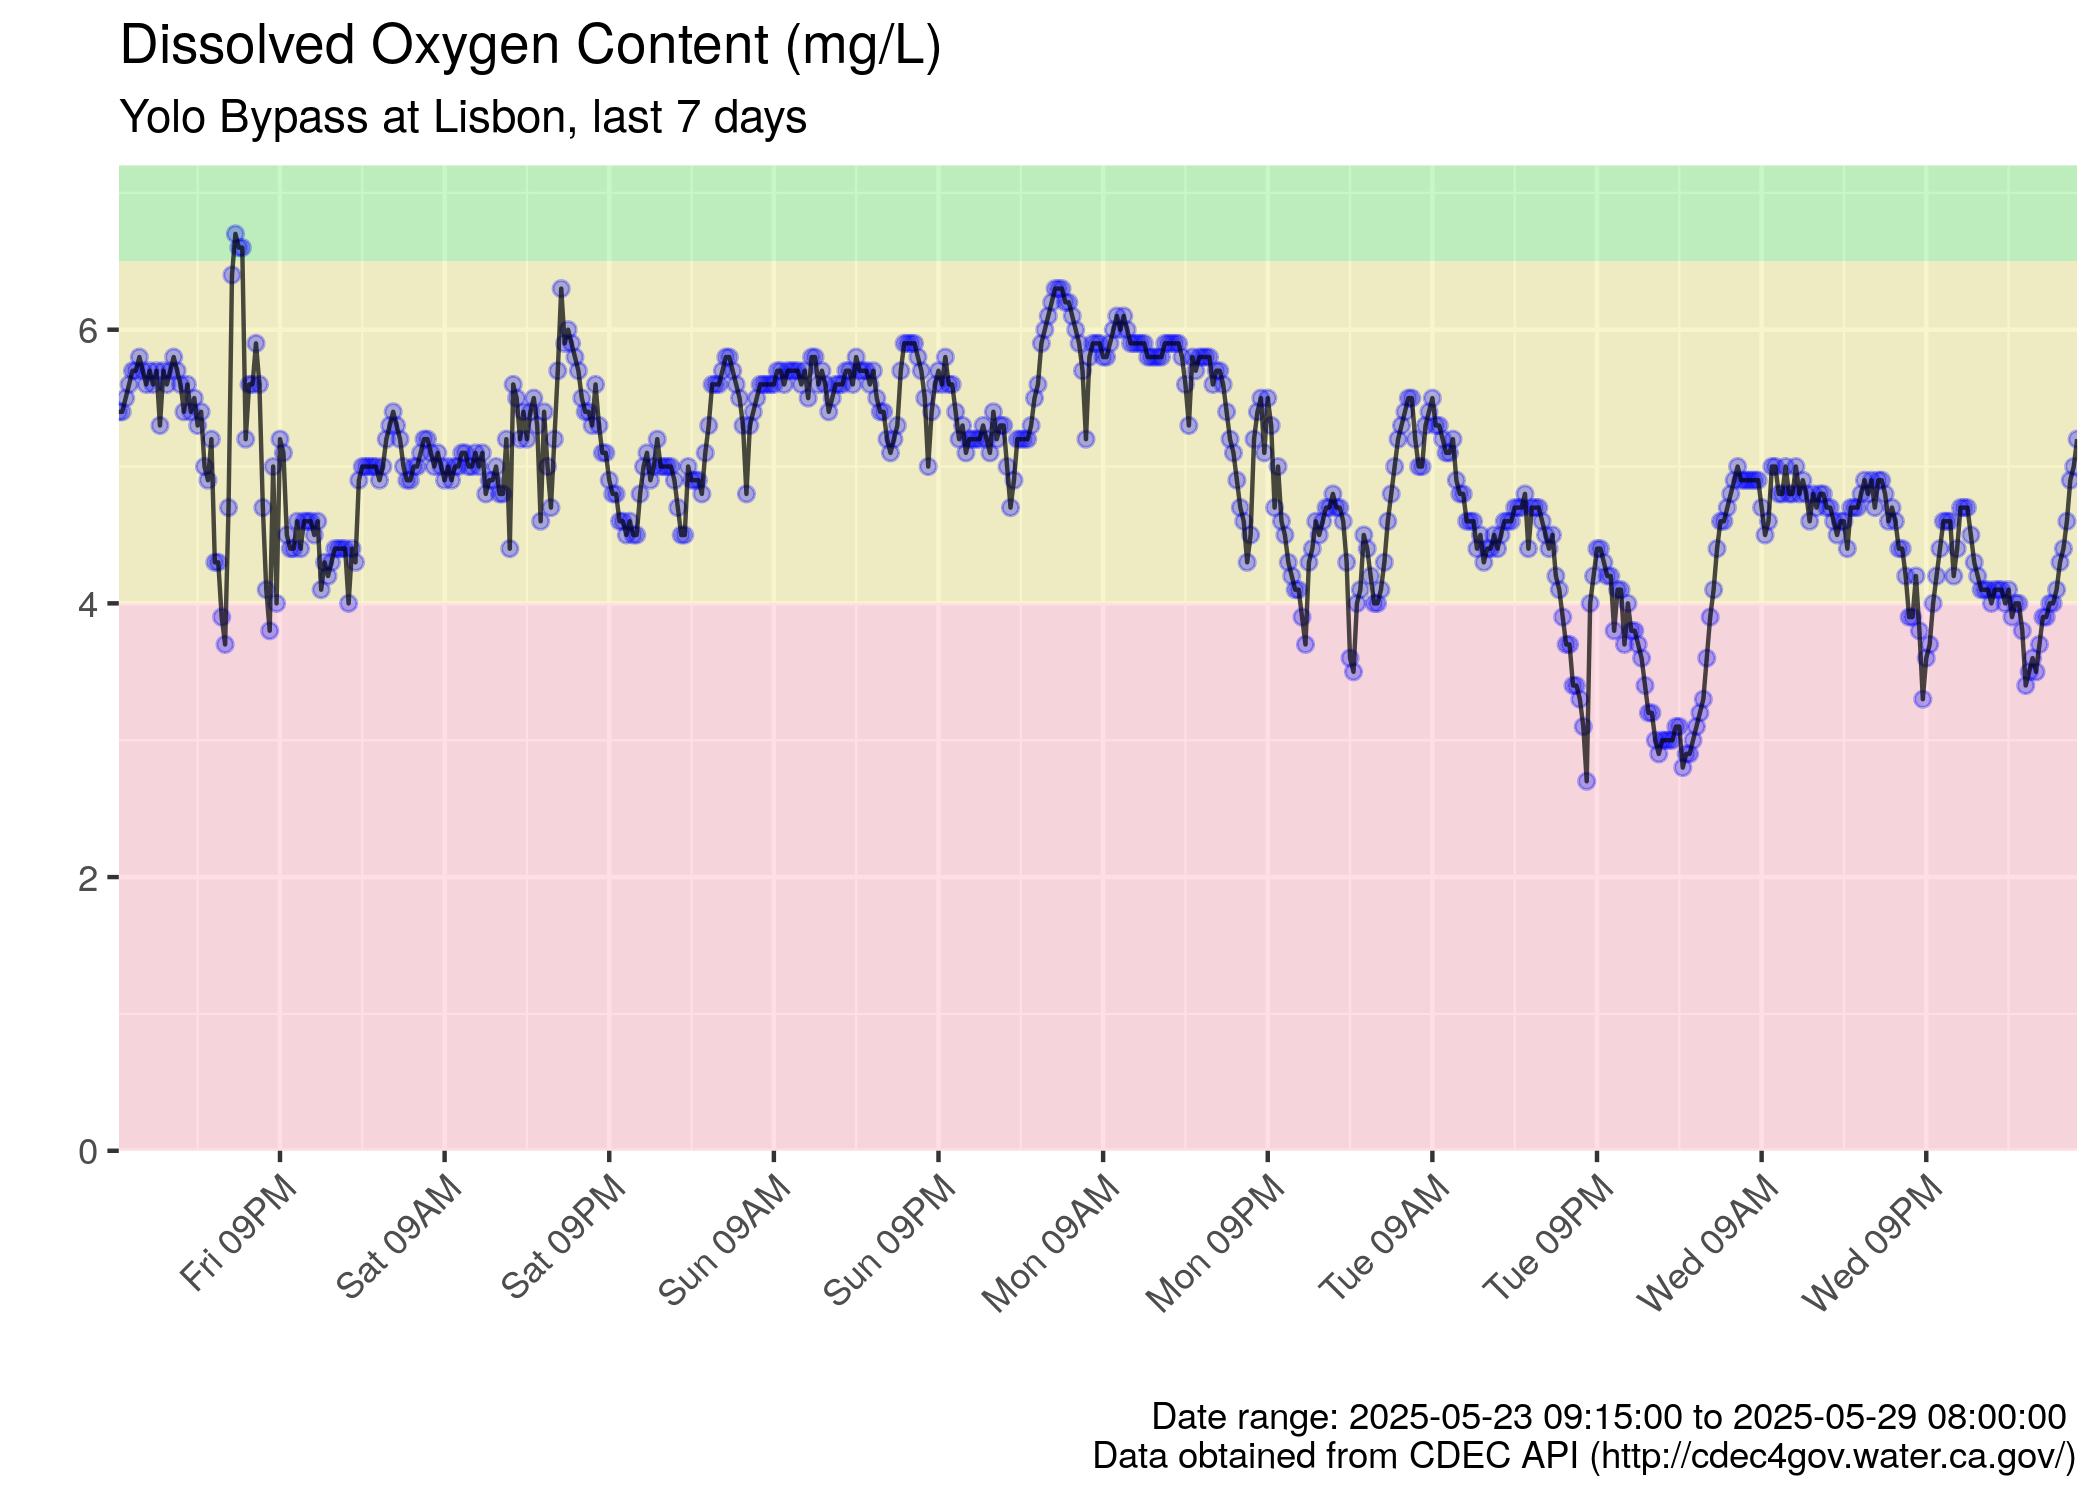 Dissolved Oxygen Content (mg/L)
Yolo Bypass at Lisbon, last 7 days
6
4
2
0
Fri 09PM
Sat 09AM
Sat 09PM
Sun 09AM
Sun 09PM
Mon 09AM
Mon 09PM
Tue 09AM
Tue 09PM
Wed 09AM
Wed 09PM
Date range: 2025-05-23 09:15:00 to 2025-05-29 08:00:00
Data obtained from CDEC API (http://cdec4gov.water.ca.gov/)